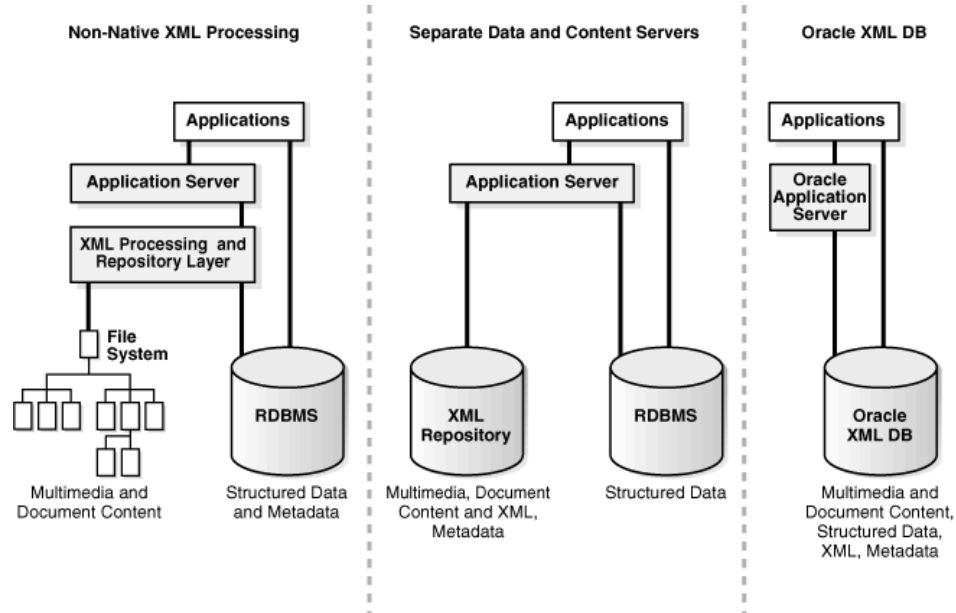 Non-Native XML Processing
Applications
Application Server
XML Processing and
Repository Layer
File
System
RDBMS
Multimedia and
Document Content
Structured Data
and Metadata
Separate Data and Content Servers
Applications
Application Server
XML
Repository
RDBMS
Multimedia, Document
Content and XML,
Metadata
Structured Data
Oracle XML DB
Applications
Oracle
Application
Server
Oracle
XML DB
Multimedia and
Document Content,
Structured Data,
XML, Metadata